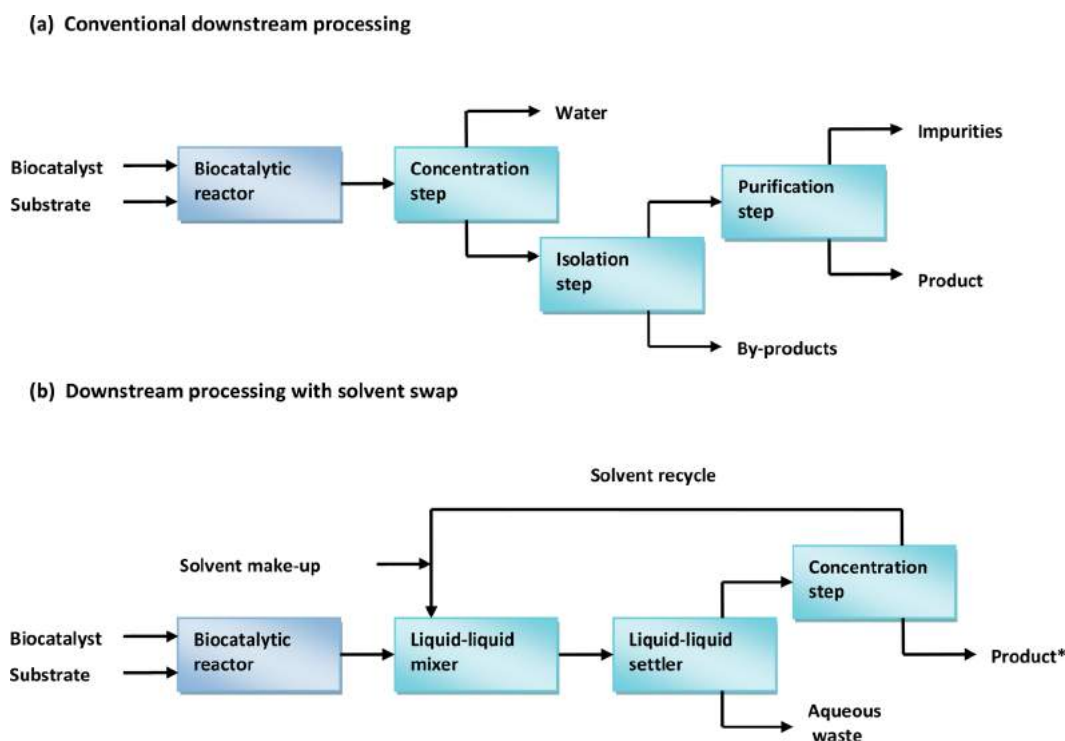 (a) Conventional downstream processing
Water
Impurities
Biocatalyst
Substrate
Biocatalytic
reactor
Concentration
step
Purification
step
Isolation
step
Product
By-products
(b) Downstream processing with solvent swap
Solvent recycle
Solvent make-up
Concentration
step
Biocatalyst
Substrate
Biocatalytic
reactor
Liquid-liquid
mixer
Liquid-liquid
settler
Product*
Aqueous
waste